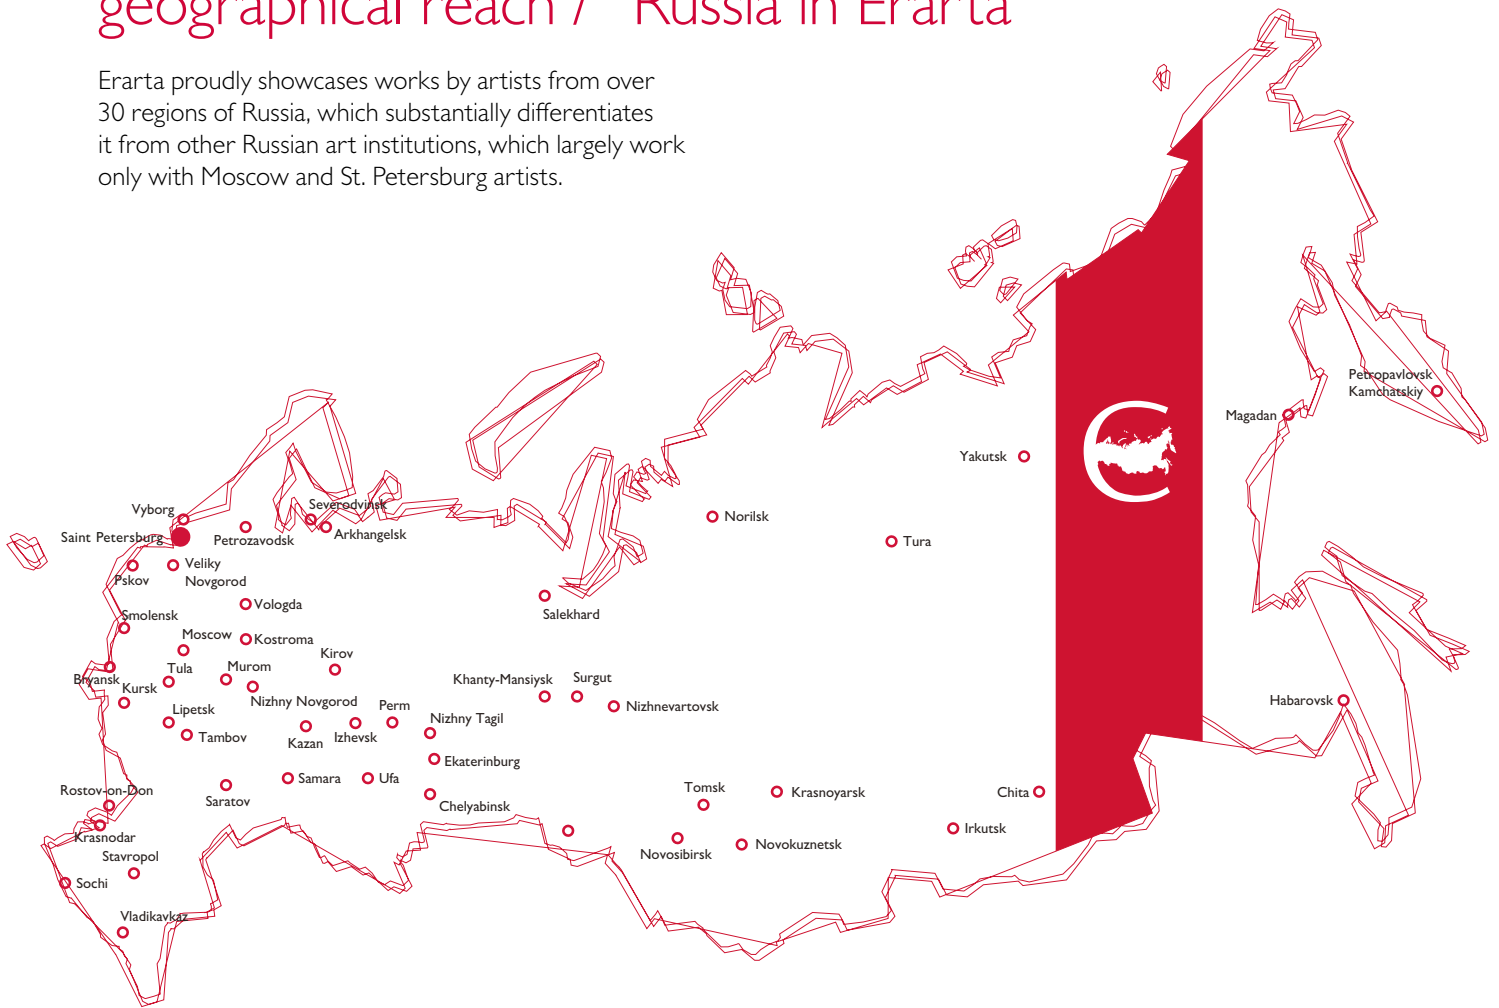 geographical reach / Russia in Erarta
Erarta proudly showcases works by artists from over
30 regions of Russia, which substantially differentiates
it from other Russian art institutions, which largely work
only with Moscow and St. Petersburg artists.
Petropavlovsk
Kamchatskiy
Magadan
Yakutsk
Vyborg
Severodvinsk
Norilsk
Saint Petersburg
Petrozavodsk
Arkhangelsk
Tura
Pskov
Veliky
Novgorod
Vologda
Salekhard
Smolensk
Moscow
Kostroma
Kirov
Bryansk
Tula
Murom
Khanty-Mansiysk
Surgut
Kursk
Nizhny Novgorod
Nizhnevartovsk
Habarovsk
Lipetsk
Perm
Nizhny Tagil
Tambov
Kazan
Izhevsk
Ekaterinburg
Rostov-on-Don
Saratov
Samara
Ufa
Chelyabinsk
Tomsk
Krasnoyarsk
Chita
Krasnodar
Irkutsk
Stavropol
Novosibirsk
Novokuznetsk
Sochi
Vladikavkaz